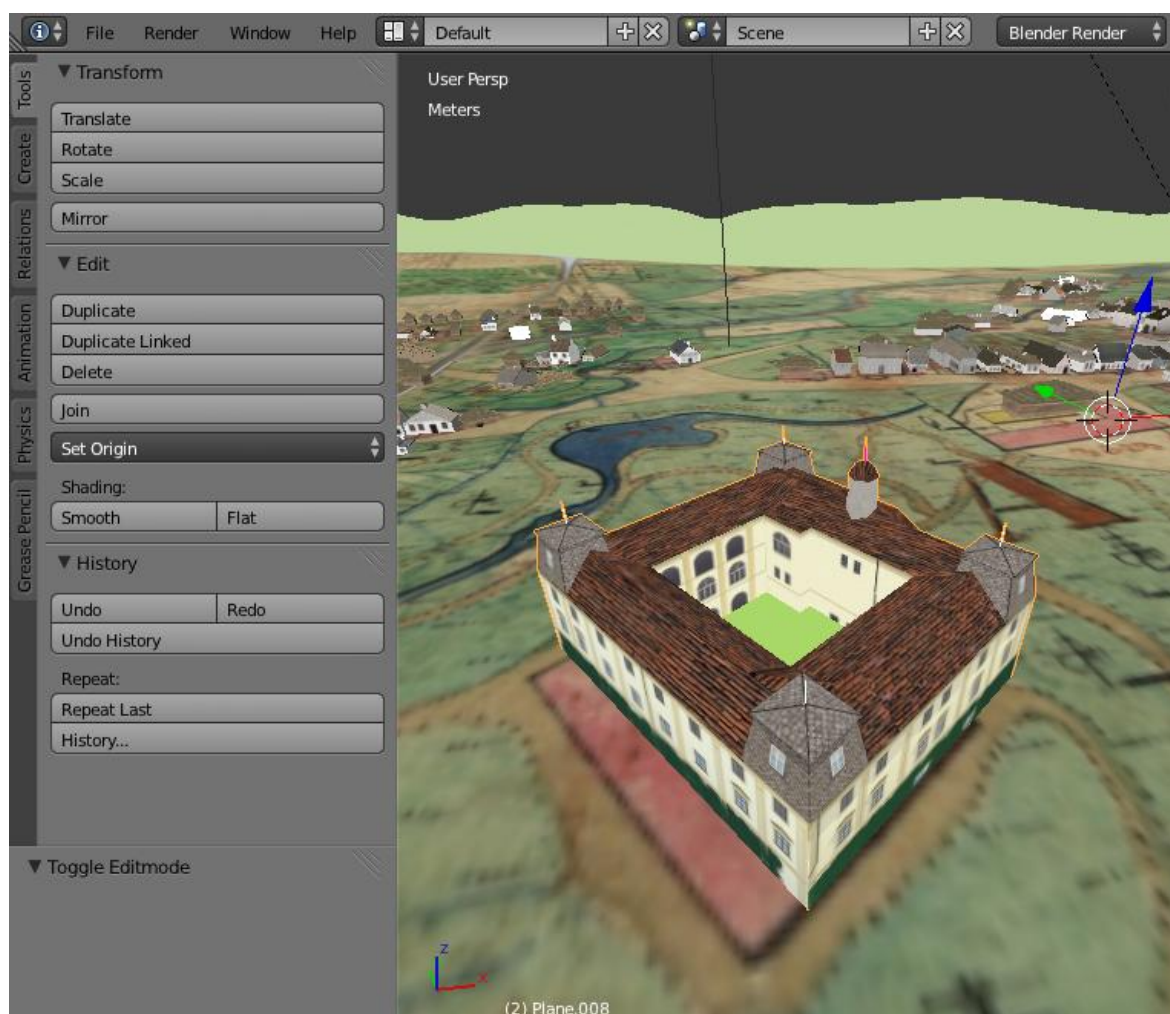 File Render Window Help Default Scene Blender Render
Tools
Create
Relations
Animation
Physics
Grease Pencil
Transform
Translate
Rotate
Scale
Mirror
Edit
Duplicate
Duplicate Linked
Delete
Join
Set Origin
Shading:
Smooth Flat
History
Undo Redo
Undo History
Repeat:
Repeat Last
History...
Toggle Editmode
User Persp
Meters
z
x
(2) Plane.008